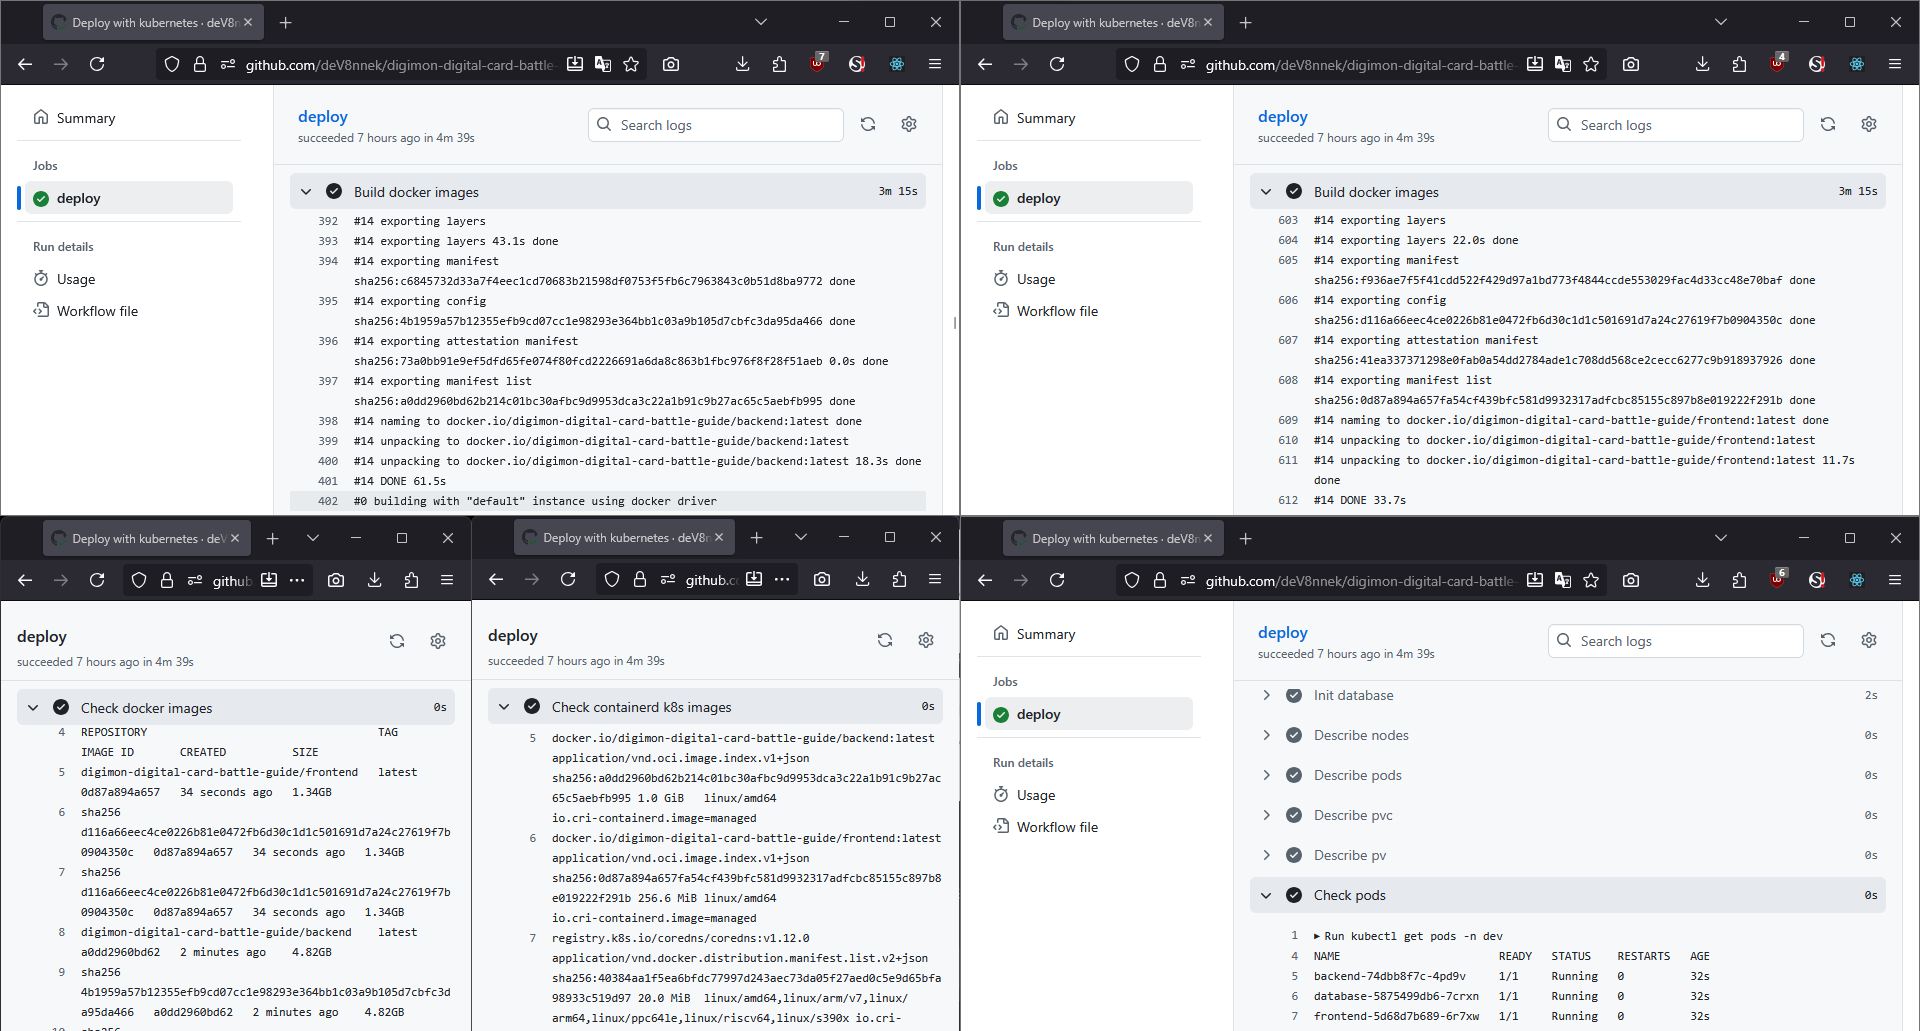 Deploy with kubernetes · deV8n
github.com/deV8nnek/digimon-digital-card-battle-
7
Summary
Jobs
deploy
Run details
Usage
Workflow file
deploy
succeeded 7 hours ago in 4m 39s
Search logs
Build docker images 3m 15s
392 #14 exporting layers
393 #14 exporting layers 43.1s done
394 #14 exporting manifest
sha256:c6845732d33a7f4eec1cd70683b21598df0753f5fb6c7963843c0b51d8ba9772 done
395 #14 exporting config
sha256:4b1959a57b12355efb9cd07cc1e98293e364bb1c03a9b105d7cbfc3da95da466 done
396 #14 exporting attestation manifest
sha256:73a0bb91e9ef5dfd65fe074f80fcd2226691a6da8c863b1fbc976f8f28f51aeb 0.0s done
397 #14 exporting manifest list
sha256:a0dd2960bd62b214c01bc30afbc9d9953dca3c22a1b91c9b27ac65c5aebfb995 done
398 #14 naming to docker.io/digimon-digital-card-battle-guide/backend:latest done
399 #14 unpacking to docker.io/digimon-digital-card-battle-guide/backend:latest
400 #14 unpacking to docker.io/digimon-digital-card-battle-guide/backend:latest 18.3s done
401 #14 DONE 61.5s
402 #0 building with "default" instance using docker driver
Deploy with kubernetes · deV8n
github.com/deV8nnek/digimon-digital-card-battle-
4
Summary
Jobs
deploy
Run details
Usage
Workflow file
deploy
succeeded 7 hours ago in 4m 39s
Search logs
Build docker images 3m 15s
603 #14 exporting layers
604 #14 exporting layers 22.0s done
605 #14 exporting manifest
sha256:f936ae7f5f41cdd522f429d97a1bd773f4844ccde553029fac4d33cc48e70baf done
606 #14 exporting config
sha256:d116a66eec4ce0226b81e0472fb6d30c1d1c501691d7a24c27619f7b0904350c done
607 #14 exporting attestation manifest
sha256:41ea337371298e0fab0a54dd2784ade1c708dd568ce2cecc6277c9b918937926 done
608 #14 exporting manifest list
sha256:0d87a894a657fa54cf439bfc581d9932317adfcbc85155c897b8e019222f291b done
609 #14 naming to docker.io/digimon-digital-card-battle-guide/frontend:latest done
610 #14 unpacking to docker.io/digimon-digital-card-battle-guide/frontend:latest
611 #14 unpacking to docker.io/digimon-digital-card-battle-guide/frontend:latest 11.7s
done
612 #14 DONE 33.7s
Deploy with kubernetes · deV
github
deploy
succeeded 7 hours ago in 4m 39s
Check docker images 0s
4 REPOSITORY TAG
IMAGE ID CREATED SIZE
5 digimon-digital-card-battle-guide/frontend latest
0d87a894a657 34 seconds ago 1.34GB
6 sha256
d116a66eec4ce0226b81e0472fb6d30c1d1c501691d7a24c27619f7b
0904350c 0d87a894a657 34 seconds ago 1.34GB
7 sha256
d116a66eec4ce0226b81e0472fb6d30c1d1c501691d7a24c27619f7b
0904350c 0d87a894a657 34 seconds ago 1.34GB
8 digimon-digital-card-battle-guide/backend latest
a0dd2960bd62 2 minutes ago 4.82GB
9 sha256
4b1959a57b12355efb9cd07cc1e98293e364bb1c03a9b105d7cbfc3d
a95da466 a0dd2960bd62 2 minutes ago 4.82GB
Deploy with kubernetes · deV8n
github.c
deploy
succeeded 7 hours ago in 4m 39s
Check containerd k8s images 0s
5 docker.io/digimon-digital-card-battle-guide/backend:latest
application/vnd.oci.image.index.v1+json
sha256:a0dd2960bd62b214c01bc30afbc9d9953dca3c22a1b91c9b27ac
65c5aebfb995 1.0 GiB linux/amd64
io.cri-containerd.image=managed
6 docker.io/digimon-digital-card-battle-guide/frontend:latest
application/vnd.oci.image.index.v1+json
sha256:0d87a894a657fa54cf439bfc581d9932317adfcbc85155c897b8
e019222f291b 256.6 MiB linux/amd64
io.cri-containerd.image=managed
7 registry.k8s.io/coredns/coredns:v1.12.0
application/vnd.docker.distribution.manifest.list.v2+json
sha256:40384aa1f5ea6bfdc77997d243aec73da05f27aed0c5e9d65bfa
98933c519d97 20.0 MiB linux/amd64,linux/arm/v7,linux/
arm64,linux/ppc64le,linux/riscv64,linux/s390x io.cri-
Deploy with kubernetes · deV8n
github.com/deV8nnek/digimon-digital-card-battle-
6
Summary
Jobs
deploy
Run details
Usage
Workflow file
deploy
succeeded 7 hours ago in 4m 39s
Search logs
Init database 2s
Describe nodes 0s
Describe pods 0s
Describe pvc 0s
Describe pv 0s
Check pods 0s
1 Run kubectl get pods -n dev
4 NAME READY STATUS RESTARTS AGE
5 backend-74dbb8f7c-4pd9v 1/1 Running 0 32s
6 database-5875499db6-7crxn 1/1 Running 0 32s
7 frontend-5d68d7b689-6r7xw 1/1 Running 0 32s